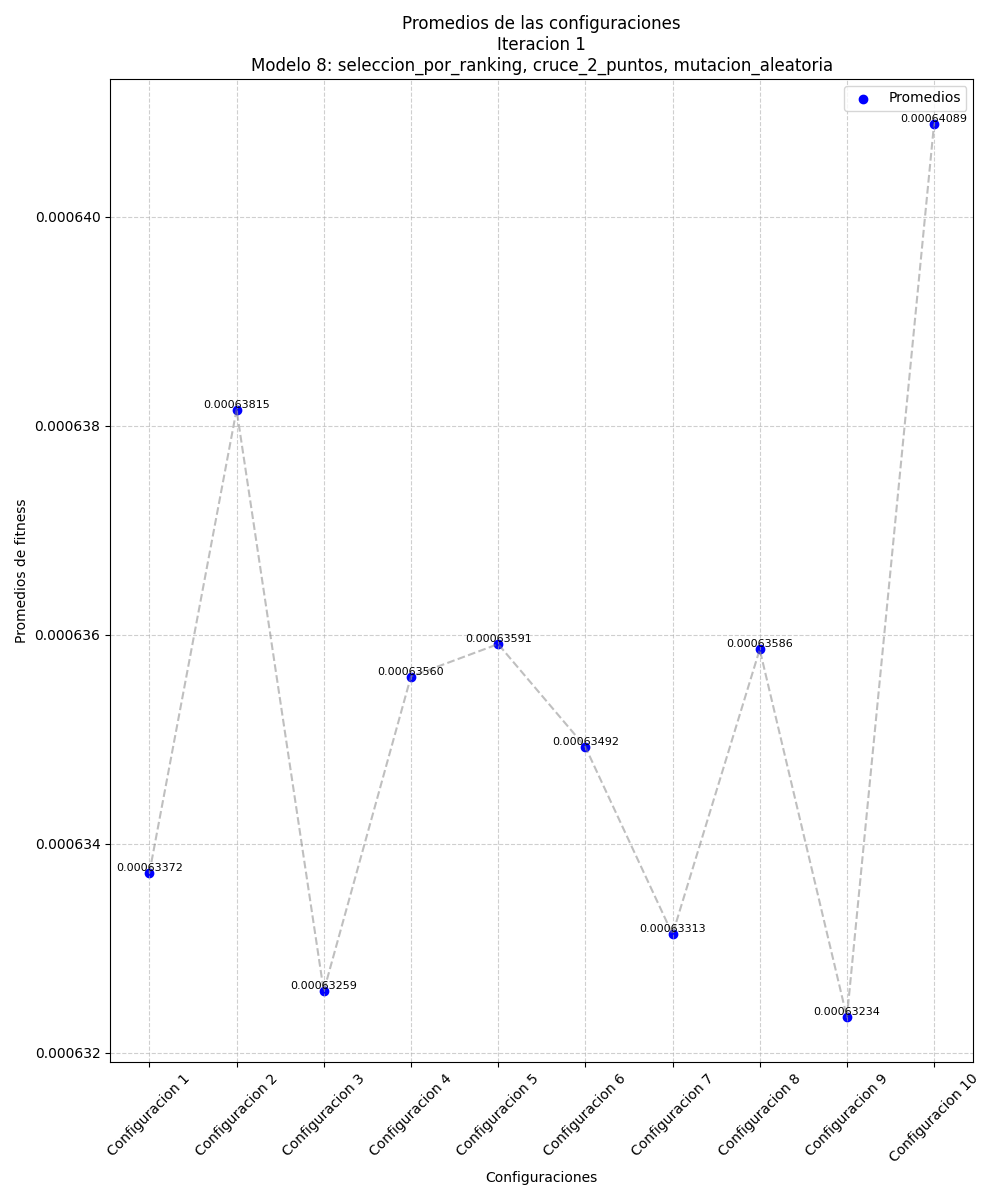 Promedios de las configuraciones
Iteracion 1
Modelo 8: seleccion_por_ranking, cruce_2_puntos, mutacion_aleatoria
Promedios
0.00064089
0.000640
0.00063815
0.000638
Promedios de fitness
0.000636
0.00063591
0.00063586
0.00063560
0.00063492
0.000634
0.00063372
0.00063313
0.00063259
0.00063234
0.000632
Configuracion 1
Configuracion 2
Configuracion 3
Configuracion 4
Configuracion 5
Configuracion 6
Configuracion 7
Configuracion 8
Configuracion 9
Configuracion 10
Configuraciones